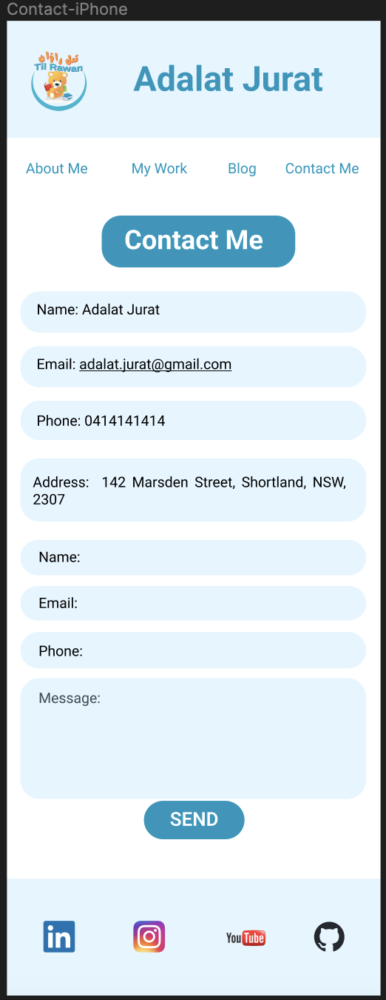 Contact-iPhone
تىل راۋان
Til Rawan
Adalat Jurat
About Me My Work Blog Contact Me
Contact Me
Name: Adalat Jurat
Email: adalat.jurat@gmail.com
Phone: 0414141414
Address: 142 Marsden Street, Shortland, NSW,
2307
Name:
Email:
Phone:
Message:
SEND
in
YouTube